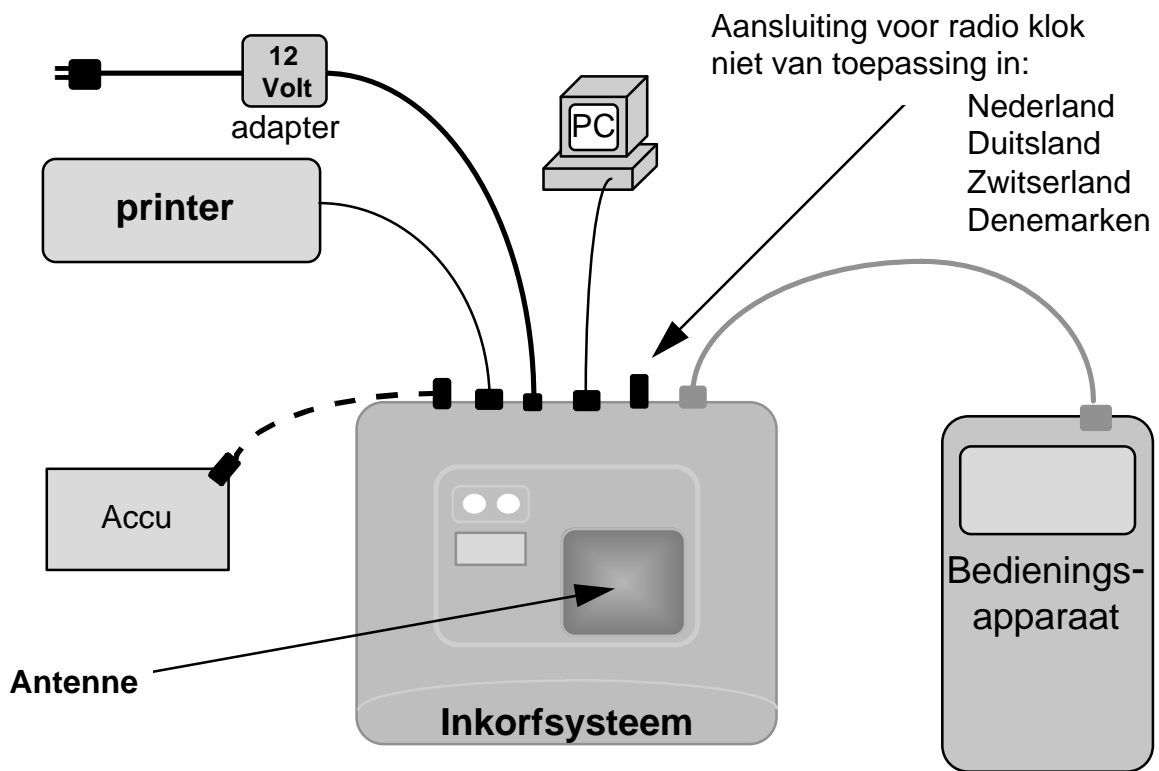 Aansluiting voor radio klok
niet van toepassing in:
Nederland
Duitsland
Zwitserland
Denemarken
12
Volt
adapter
PC
printer
Accu
Bedienings-
apparaat
Antenne
Inkorfsysteem